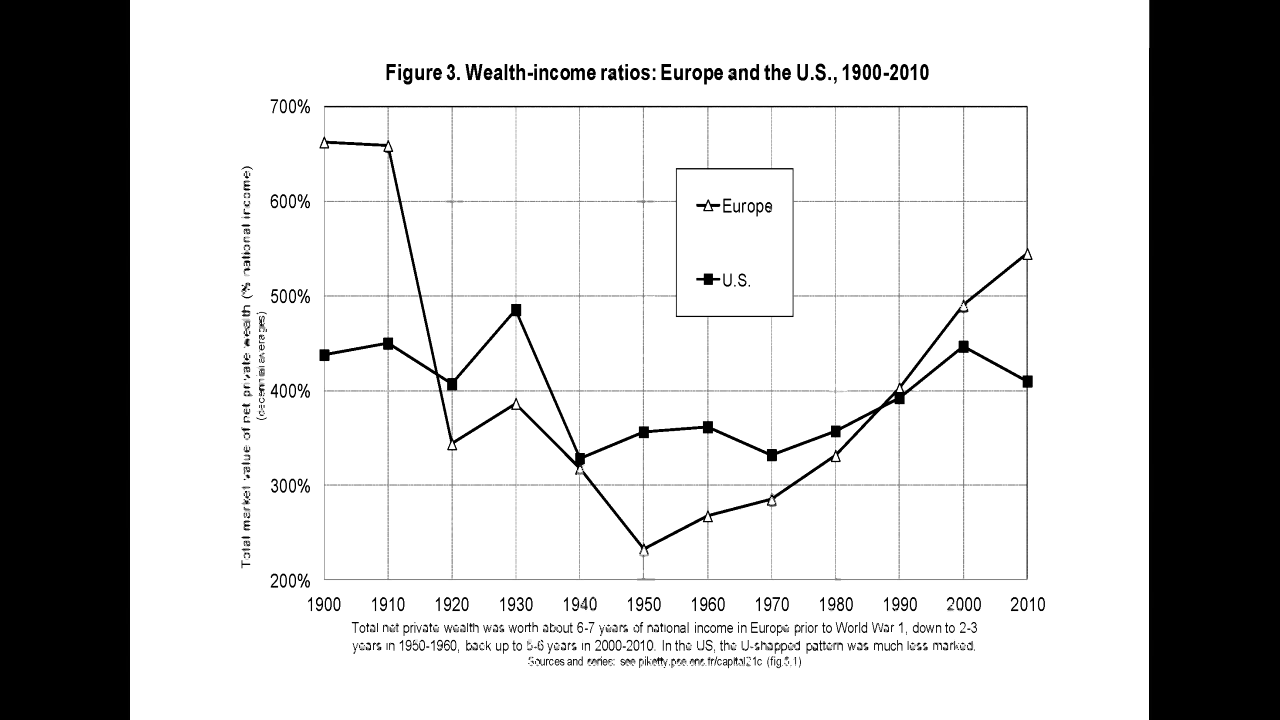 Figure 3. Wealth-income ratios: Europe and the U.S., 1900-2010
700%
600%
500%
400%
300%
200%
Total market value of net private wealth (% national income)
(decennial averages)
Europe
U.S.
1900 1910 1920 1930 1940 1950 1960 1970 1980 1990 2000 2010
Total net private wealth was worth about 6-7 years of national income in Europe prior to World War 1, down to 2-3
years in 1950-1960, back up to 5-6 years in 2000-2010. In the US, the U-shapped pattern was much less marked.
Sources and series: see piketty.pse.ens.fr/capital21c (fig.5.1)